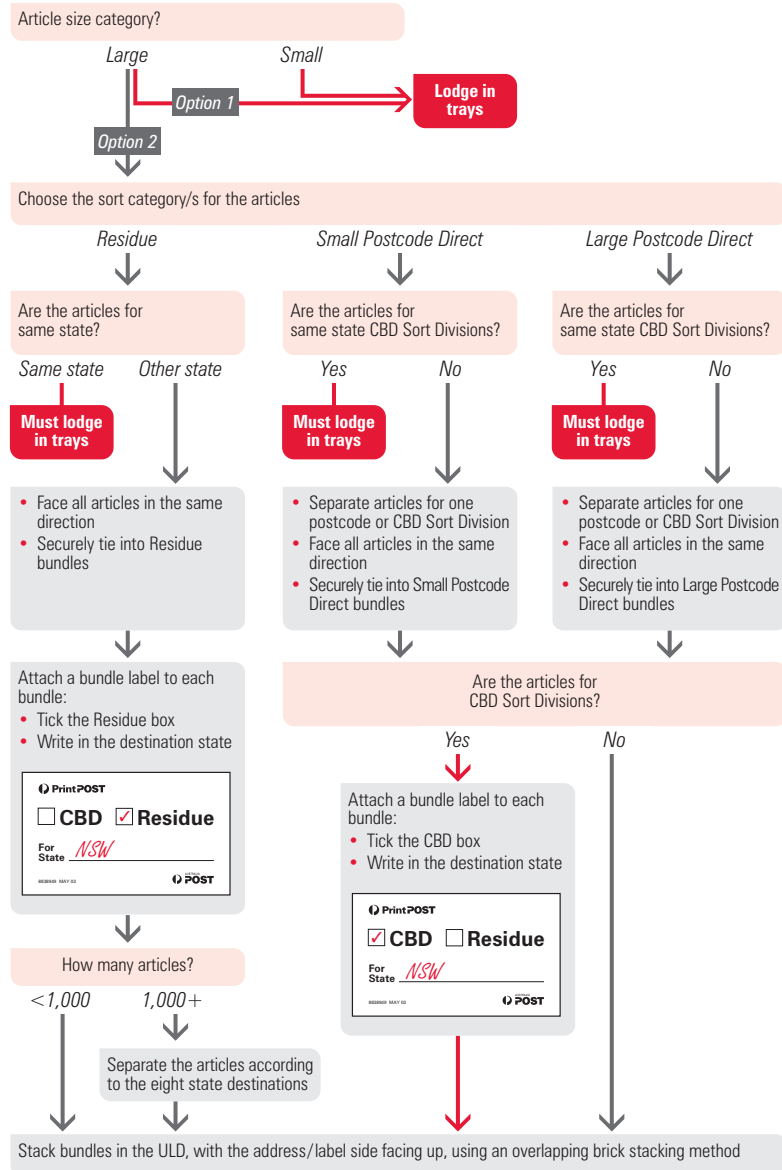 Article size category?
Large
Small
Option 1
Lodge in
trays
Option 2
Choose the sort category/s for the articles
Residue
Small Postcode Direct
Large Postcode Direct
Are the articles for
same state?
Are the articles for
same state CBD Sort Divisions?
Are the articles for
same state CBD Sort Divisions?
Same state
Other state
Yes
No
Yes
No
Must lodge
in trays
Must lodge
in trays
Must lodge
in trays
• Face all articles in the same
direction
• Securely tie into Residue
bundles
• Separate articles for one
postcode or CBD Sort Division
• Face all articles in the same
direction
• Securely tie into Small Postcode
Direct bundles
• Separate articles for one
postcode or CBD Sort Division
• Face all articles in the same
direction
• Securely tie into Large Postcode
Direct bundles
Attach a bundle label to each
bundle:
• Tick the Residue box
• Write in the destination state
Print POST
CBD ✓ Residue
For
State NSW
POST
Are the articles for
CBD Sort Divisions?
Yes
No
Attach a bundle label to each
bundle:
• Tick the CBD box
• Write in the destination state
Print POST
✓ CBD Residue
For
State NSW
POST
How many articles?
<1,000
1,000+
Separate the articles according
to the eight state destinations
Stack bundles in the ULD, with the address/label side facing up, using an overlapping brick stacking method